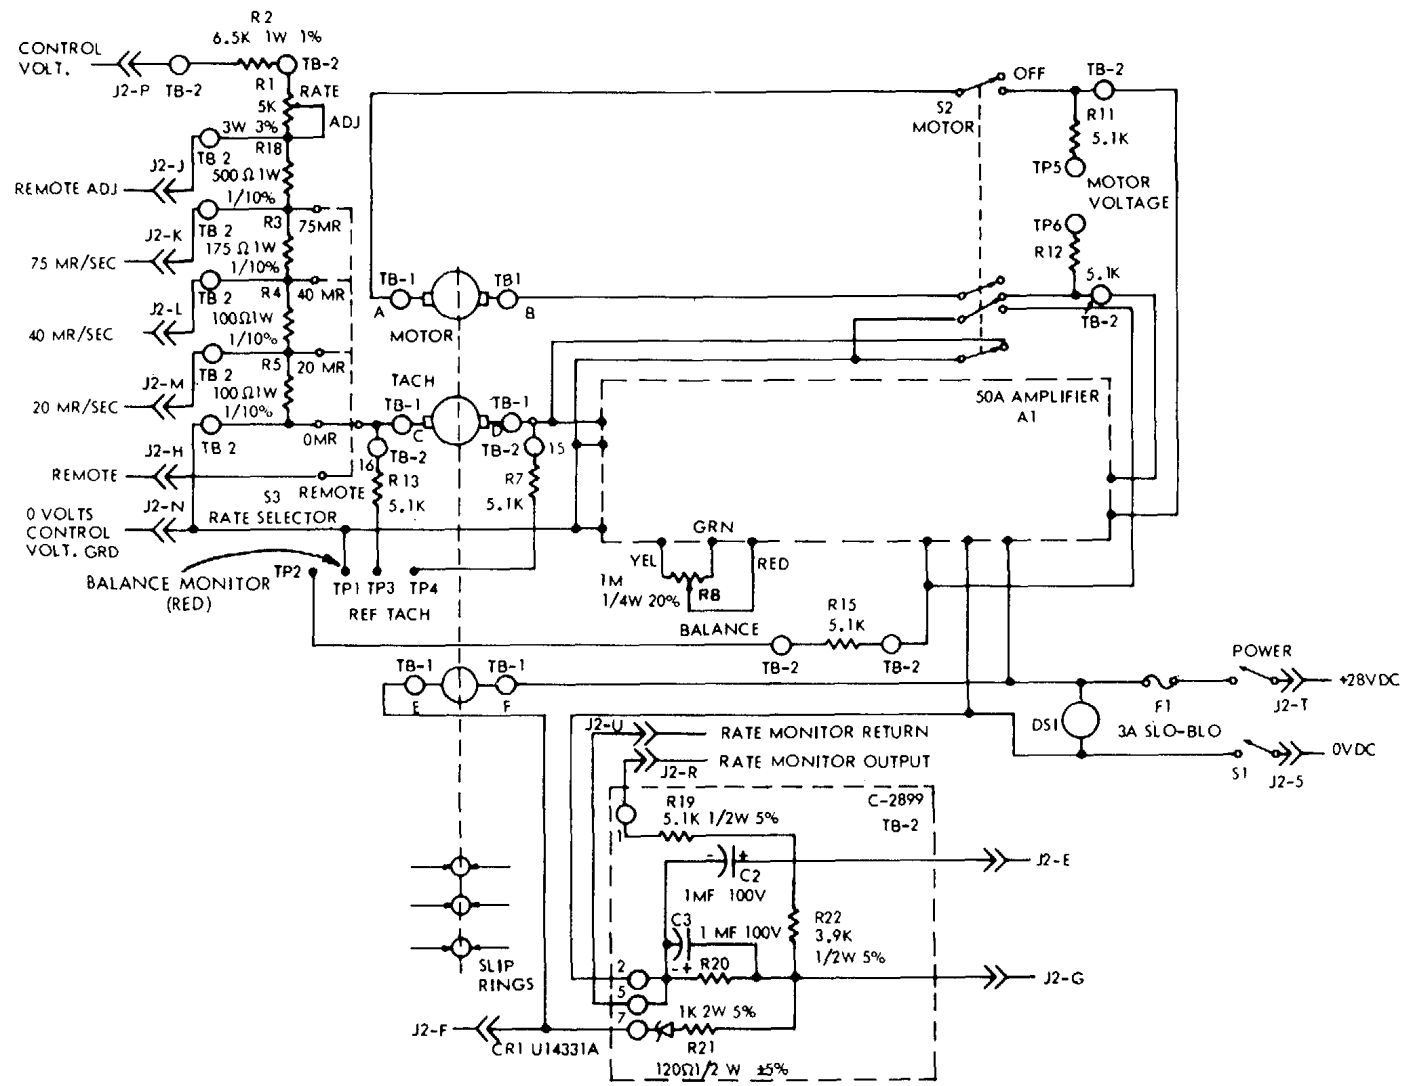 R2
6.5K 1W 1%
CONTROL
VOLT.
J2-P
TB-2
TB-2
R1
5K
RATE
ADJ
3W 3%
TB 2
R18
J2-J
500Ω1W
REMOTE ADJ
1/10%
R3
75MR
TB 2
J2-K
175Ω1W
75 MR/SEC
1/10%
R4
40 MR
TB 2
J2-L
100Ω1W
40 MR/SEC
1/10%
R5
20 MR
TB 2
J2-M
100Ω1W
20 MR/SEC
1/10%
TB 2
0MR
J2-H
REMOTE
S3
REMOTE
RATE SELECTOR
J2-N
0 VOLTS
CONTROL
VOLT. GRD
BALANCE MONITOR
(RED)
TP2
TP1
TP3
TP4
REF TACH
TB-1
A
MOTOR
TB1
B
TACH
TB-1
C
TB-1
D
16
TB-2
R13
5.1K
TB-2
15
R7
5.1K
S2
MOTOR
OFF
TB-2
R11
5.1K
TP5
MOTOR
VOLTAGE
TP6
R12
5.1K
TB-2
50A AMPLIFIER
A1
YEL
GRN
RED
1M
1/4W 20%
R8
BALANCE
R15
5.1K
TB-2
TB-2
TB-1
E
TB-1
F
POWER
+28VDC
F1
J2-T
3A SLO-BLO
DS1
0VDC
S1
J2-S
J2-U
RATE MONITOR RETURN
J2-R
RATE MONITOR OUTPUT
C-2899
TB-2
R19
5.1K 1/2W 5%
1
- +
C2
1MF 100V
J2-E
C3
1 MF 100V
- +
R22
3.9K
1/2W 5%
R20
J2-G
2
5
7
1K 2W 5%
R21
120Ω1/2 W ±5%
CR1 U14331A
J2-F
SLIP
RINGS